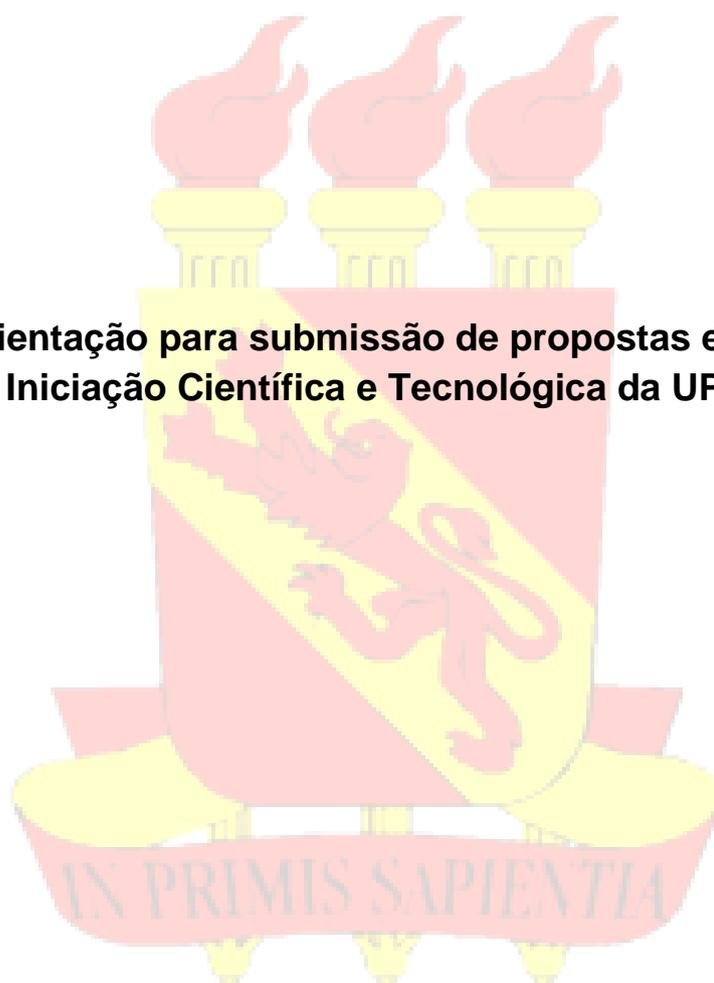 ientação para submissão de propostas e
Iniciação Científica e Tecnológica da UF
IN PRIMIS SAPIENTIA